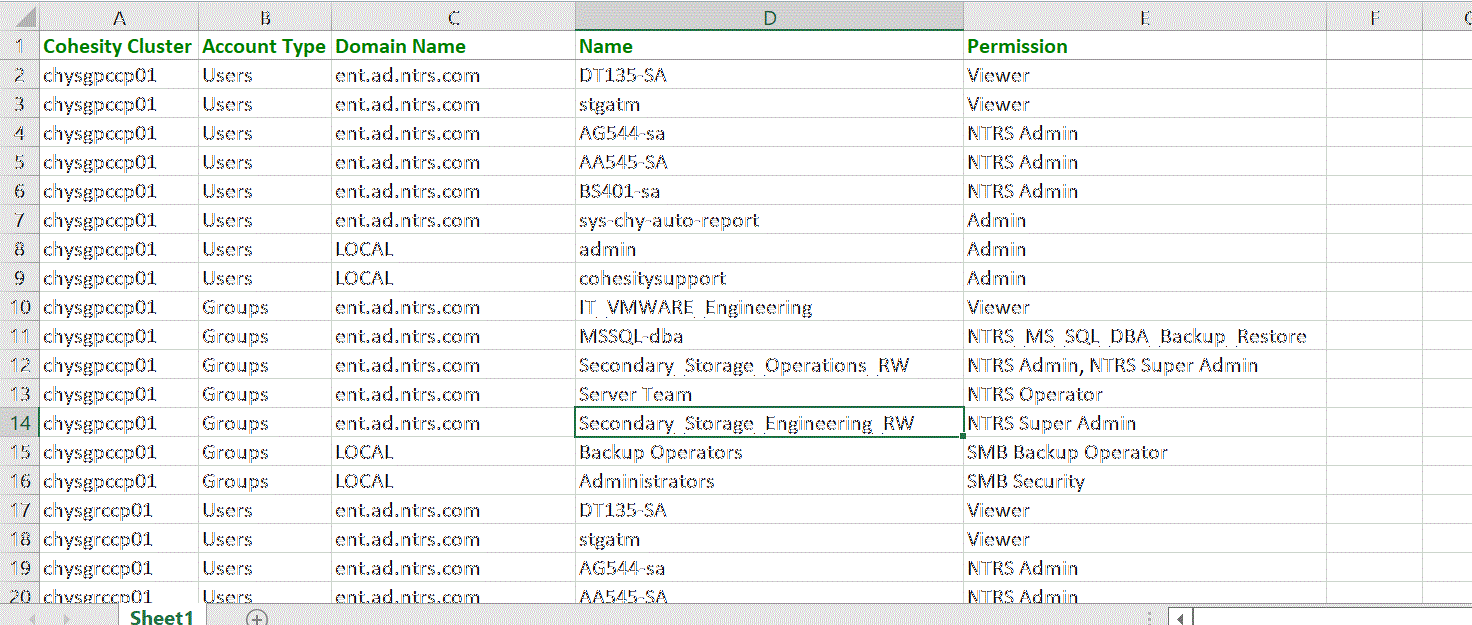 A B C D E F
1 Cohesity Cluster Account Type Domain Name Name Permission
2 chysgpccp01 Users ent.ad.ntrs.com DT135-SA Viewer
3 chysgpccp01 Users ent.ad.ntrs.com stgatm Viewer
4 chysgpccp01 Users ent.ad.ntrs.com AG544-sa NTRS Admin
5 chysgpccp01 Users ent.ad.ntrs.com AA545-SA NTRS Admin
6 chysgpccp01 Users ent.ad.ntrs.com BS401-sa NTRS Admin
7 chysgpccp01 Users ent.ad.ntrs.com sys-chy-auto-report Admin
8 chysgpccp01 Users LOCAL admin Admin
9 chysgpccp01 Users LOCAL cohesitysupport Admin
10 chysgpccp01 Groups ent.ad.ntrs.com IT_VMWARE_Engineering Viewer
11 chysgpccp01 Groups ent.ad.ntrs.com MSSQL-dba NTRS_MS_SQL_DBA_Backup_Restore
12 chysgpccp01 Groups ent.ad.ntrs.com Secondary_Storage_Operations_RW NTRS Admin, NTRS Super Admin
13 chysgpccp01 Groups ent.ad.ntrs.com Server Team NTRS Operator
14 chysgpccp01 Groups ent.ad.ntrs.com Secondary_Storage_Engineering_RW NTRS Super Admin
15 chysgpccp01 Groups LOCAL Backup Operators SMB Backup Operator
16 chysgpccp01 Groups LOCAL Administrators SMB Security
17 chysgrccp01 Users ent.ad.ntrs.com DT135-SA Viewer
18 chysgrccp01 Users ent.ad.ntrs.com stgatm Viewer
19 chysgrccp01 Users ent.ad.ntrs.com AG544-sa NTRS Admin
20 chysgrccp01 Users ent.ad.ntrs.com AA545-SA NTRS Admin
Sheet1